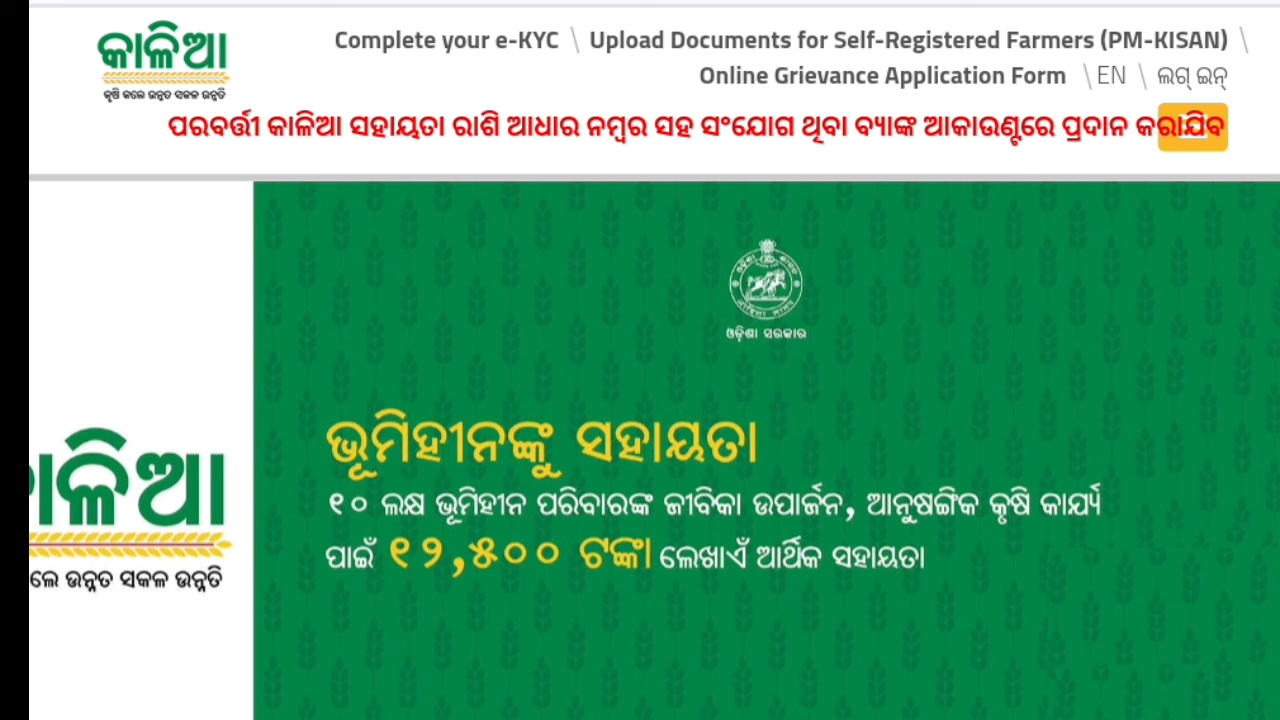 କାଳିଆ
କୃଷି କଲେ ଉନ୍ନତ ସକଳ ଉନ୍ନତି
Complete your e-KYC \ Upload Documents for Self-Registered Farmers (PM-KISAN) \
Online Grievance Application Form \ EN \ ଲଗ୍ ଇନ୍
ପରବର୍ତ୍ତୀ କାଳିଆ ସହାୟତା ରାଶି ଆଧାର ନମ୍ବର ସହ ସଂଯୋଗ ଥିବା ବ୍ୟାଙ୍କ ଆକାଉଣ୍ଟରେ ପ୍ରଦାନ କରାଯିବ
ଓଡ଼ିଶା ସରକାର
ଭୂମିହୀନଙ୍କୁ ସହାୟତା
୧୦ ଲକ୍ଷ ଭୂମିହୀନ ପରିବାରଙ୍କ ଜୀବିକା ଉପାର୍ଜନ, ଆନୁଷଙ୍ଗିକ କୃଷି କାର୍ଯ୍ୟ
ପାଇଁ ୧୨,୫୦୦ ଟଙ୍କା ଲେଖାଏଁ ଆର୍ଥିକ ସହାୟତା
ାଳିଆ
ଲେ ଉନ୍ନତ ସକଳ ଉନ୍ନତି